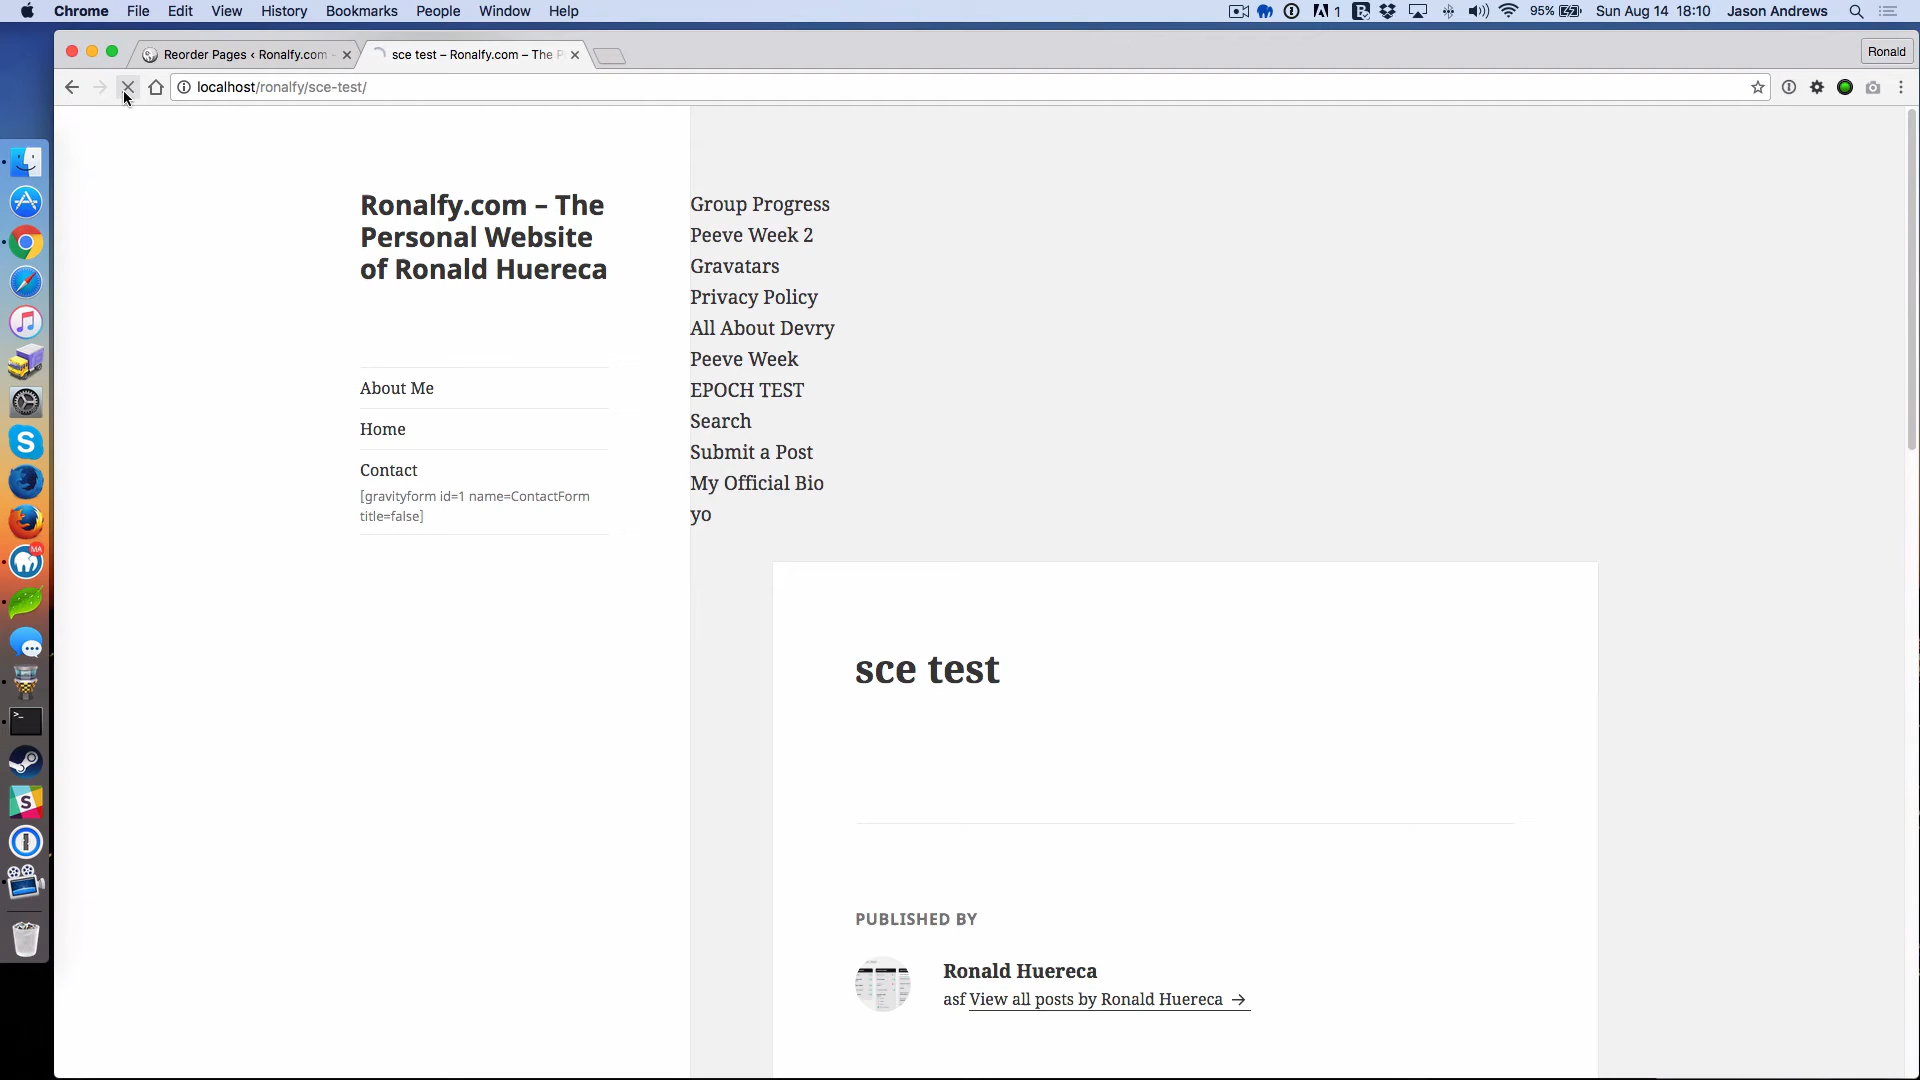 Chrome File Edit View History Bookmarks People Window Help
1 95% Sun Aug 14 18:10 Jason Andrews
Reorder Pages ‹ Ronalfy.com –
sce test – Ronalfy.com – The P
Ronald
localhost/ronalfy/sce-test/
Ronalfy.com – The
Personal Website
of Ronald Huereca
About Me
Home
Contact
[gravityform id=1 name=ContactForm
title=false]
Group Progress
Peeve Week 2
Gravatars
Privacy Policy
All About Devry
Peeve Week
EPOCH TEST
Search
Submit a Post
My Official Bio
yo
sce test
PUBLISHED BY
Ronald Huereca
asf View all posts by Ronald Huereca →